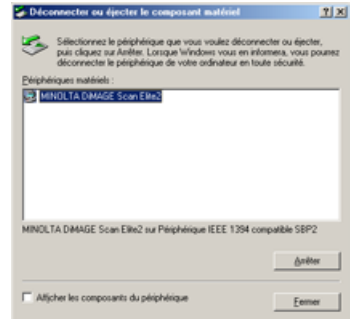 Déconnecter ou éjecter le composant matériel
Sélectionnez le périphérique que vous voulez déconnecter ou éjecter,
puis cliquez sur Arrêter. Lorsque Windows vous en informera, vous pourrez
déconnecter le périphérique de votre ordinateur en toute sécurité.
Périphériques matériels :
MINOLTA DiMAGE Scan Elite2
MINOLTA DiMAGE Scan Elite2 sur Périphérique IEEE 1394 compatible SBP2
Arrêter
Afficher les composants du périphérique
Fermer